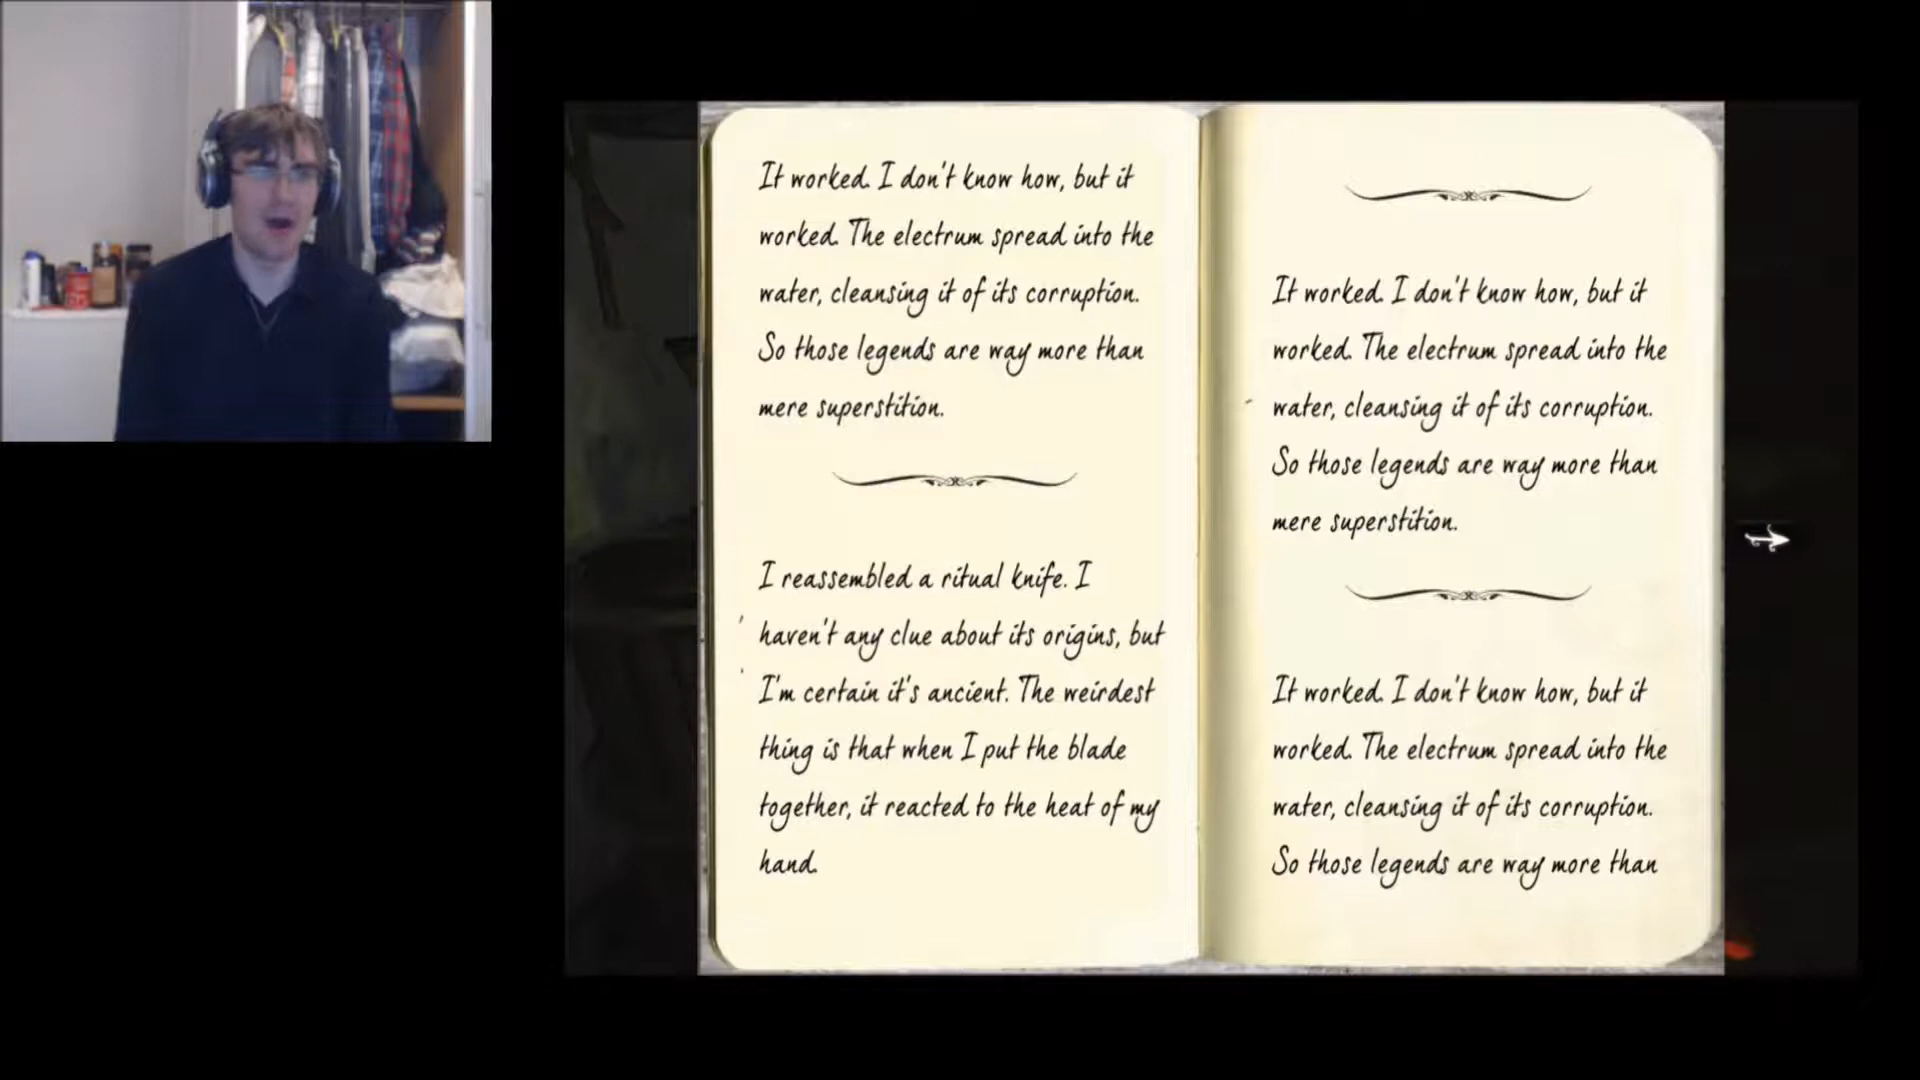 It worked. I don't know how, but it
worked. The electrum spread into the
water, cleansing it of its corruption.
So those legends are way more than
mere superstition.
I reassembled a ritual knife. I
haven't any clue about its origins, but
I'm certain it's ancient. The weirdest
thing is that when I put the blade
together, it reacted to the heat of my
hand.
It worked. I don't know how, but it
worked. The electrum spread into the
water, cleansing it of its corruption.
So those legends are way more than
mere superstition.
It worked. I don't know how, but it
worked. The electrum spread into the
water, cleansing it of its corruption.
So those legends are way more than